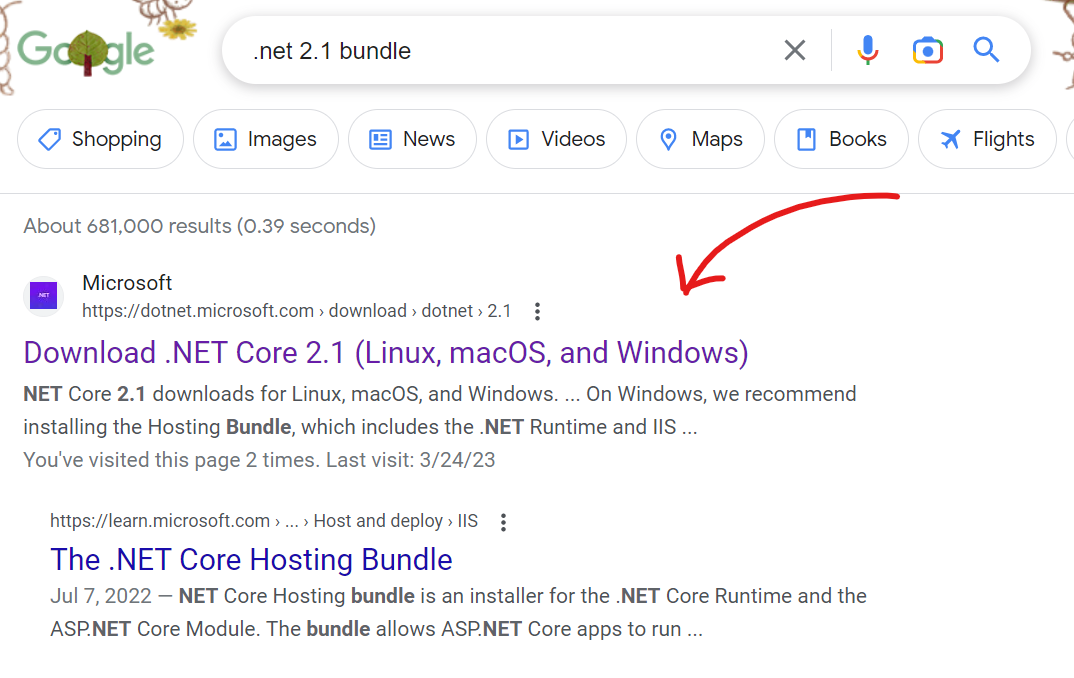 Google
.net 2.1 bundle
Shopping
Images
News
Videos
Maps
Books
Flights
About 681,000 results (0.39 seconds)
.NET
Microsoft
https://dotnet.microsoft.com › download › dotnet › 2.1
Download .NET Core 2.1 (Linux, macOS, and Windows)
NET Core 2.1 downloads for Linux, macOS, and Windows. ... On Windows, we recommend
installing the Hosting Bundle, which includes the .NET Runtime and IIS ...
You've visited this page 2 times. Last visit: 3/24/23
https://learn.microsoft.com › ... › Host and deploy › IIS
The .NET Core Hosting Bundle
Jul 7, 2022 — NET Core Hosting bundle is an installer for the .NET Core Runtime and the
ASP.NET Core Module. The bundle allows ASP.NET Core apps to run ...